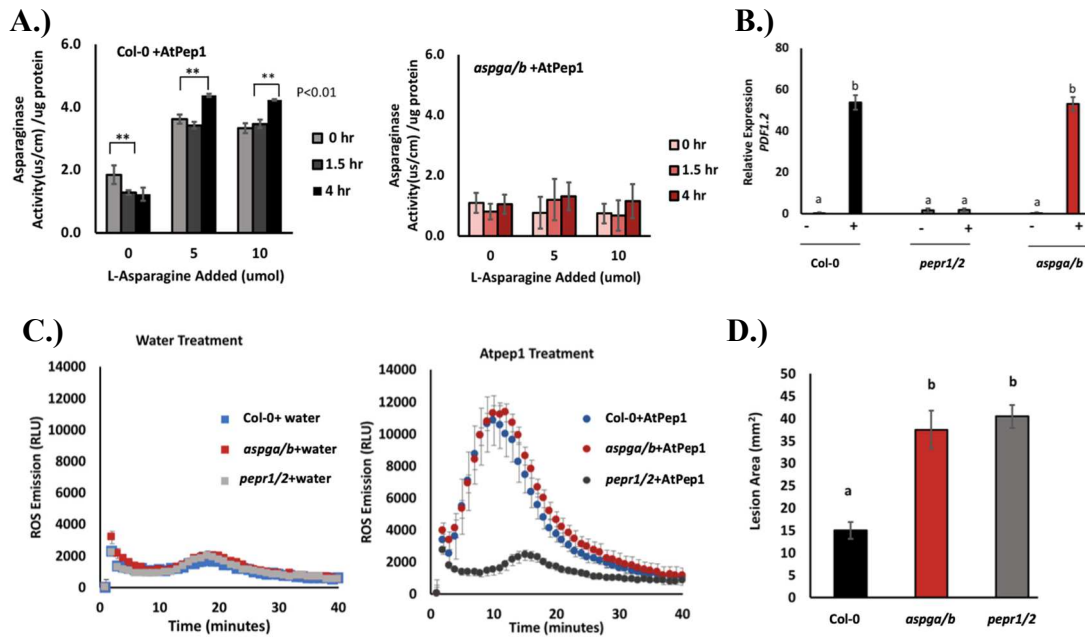 A.)
Col-0 +AtPep1
Asparaginase
Activity(us/cm) /ug protein
6.0
4.0
2.0
0.0
**
**
**
P<0.01
0 hr
1.5 hr
4 hr
0 5 10
L-Asparagine Added (umol)
aspga/b +AtPep1
Asparaginase
Activity(us/cm) /ug protein
6.0
4.0
2.0
0.0
0 hr
1.5 hr
4 hr
0 5 10
L-Asparagine Added (umol)
B.)
Relative Expression
PDF1.2
80
60
40
20
0
a b a a a b
- + - + - +
Col-0 pepr1/2 aspga/b
C.)
Water Treatment
ROS Emission (RLU)
14000
12000
10000
8000
6000
4000
2000
0
Col-0+ water
aspga/b+water
pepr1/2+water
0 10 20 30 40
Time (minutes)
Atpep1 Treatment
ROS Emission (RLU)
14000
12000
10000
8000
6000
4000
2000
0
Col-0+AtPep1
aspga/b+AtPep1
pepr1/2+AtPep1
0 10 20 30 40
Time (minutes)
D.)
Lesion Area (mm2)
50
45
40
35
30
25
20
15
10
5
0
a b b
Col-0 aspga/b pepr1/2